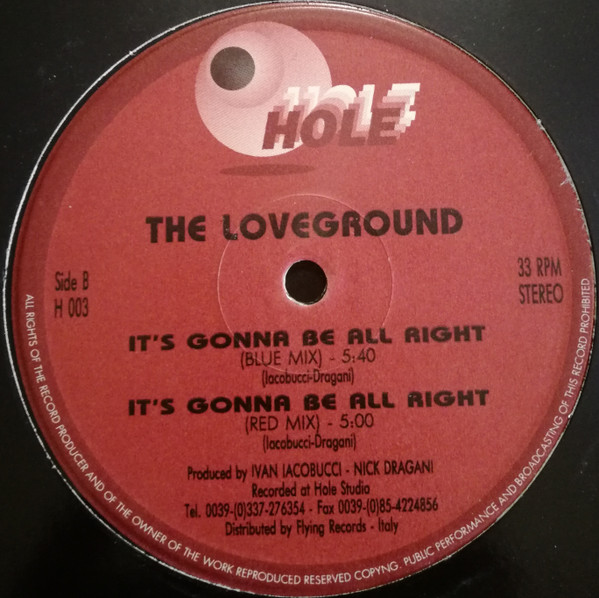 HOLE
THE LOVEGROUND
Side B
H 003
33 RPM
STEREO
IT'S GONNA BE ALL RIGHT
(BLUE MIX) - 5:40
(Iacobucci-Dragani)
IT'S GONNA BE ALL RIGHT
(RED MIX) - 5:00
(Iacobucci-Dragani)
Produced by IVAN IACOBUCCI - NICK DRAGANI
Recorded at Hole Studio
Tel. 0039-(0)337-276354 - Fax 0039-(0)85-4224856
Distributed by Flying Records - Italy
ALL RIGHTS OF THE RECORD PRODUCER AND OF THE OWNER OF THE WORK REPRODUCED RESERVED COPYNG. PUBLIC PERFORMANCE AND BROADCASTING OF THIS RECORD PROHIBITED